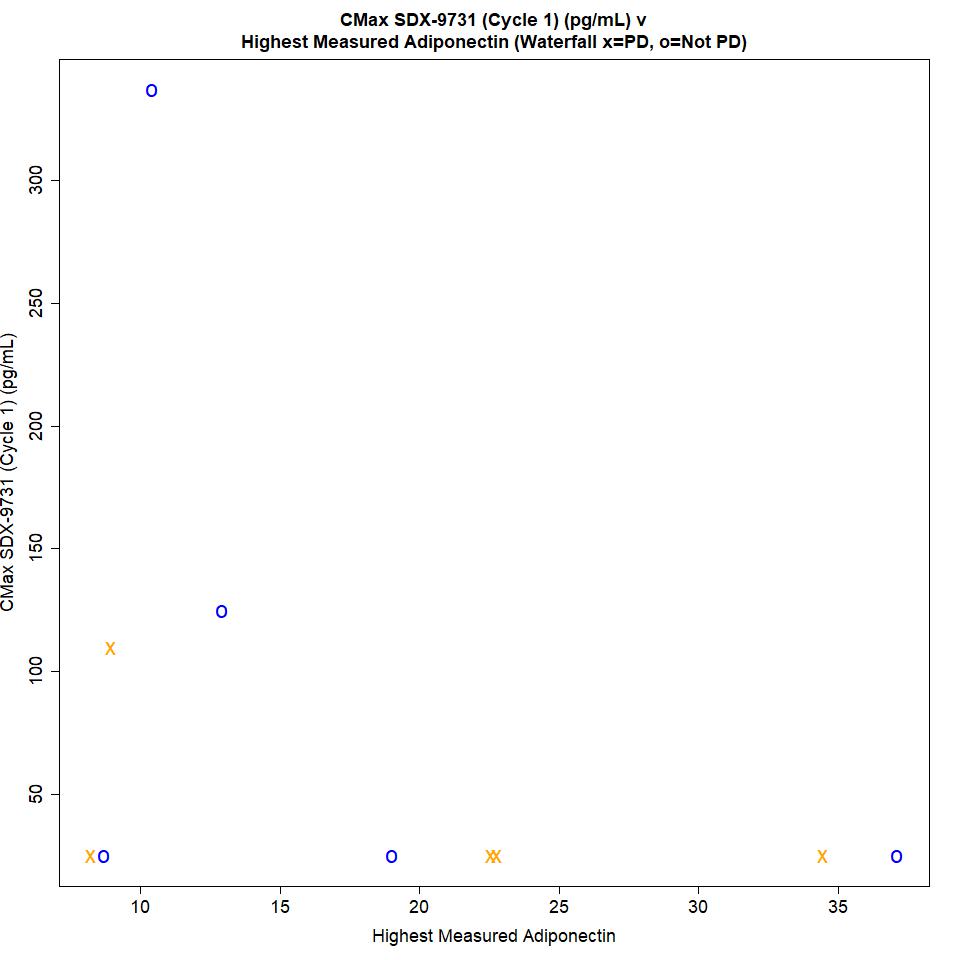 CMax SDX-9731 (Cycle 1) (pg/mL) v
Highest Measured Adiponectin (Waterfall x=PD, o=Not PD)
CMax SDX-9731 (Cycle 1) (pg/mL)
300
250
200
150
100
50
o
o
x
x o o xx x o
10 15 20 25 30 35
Highest Measured Adiponectin